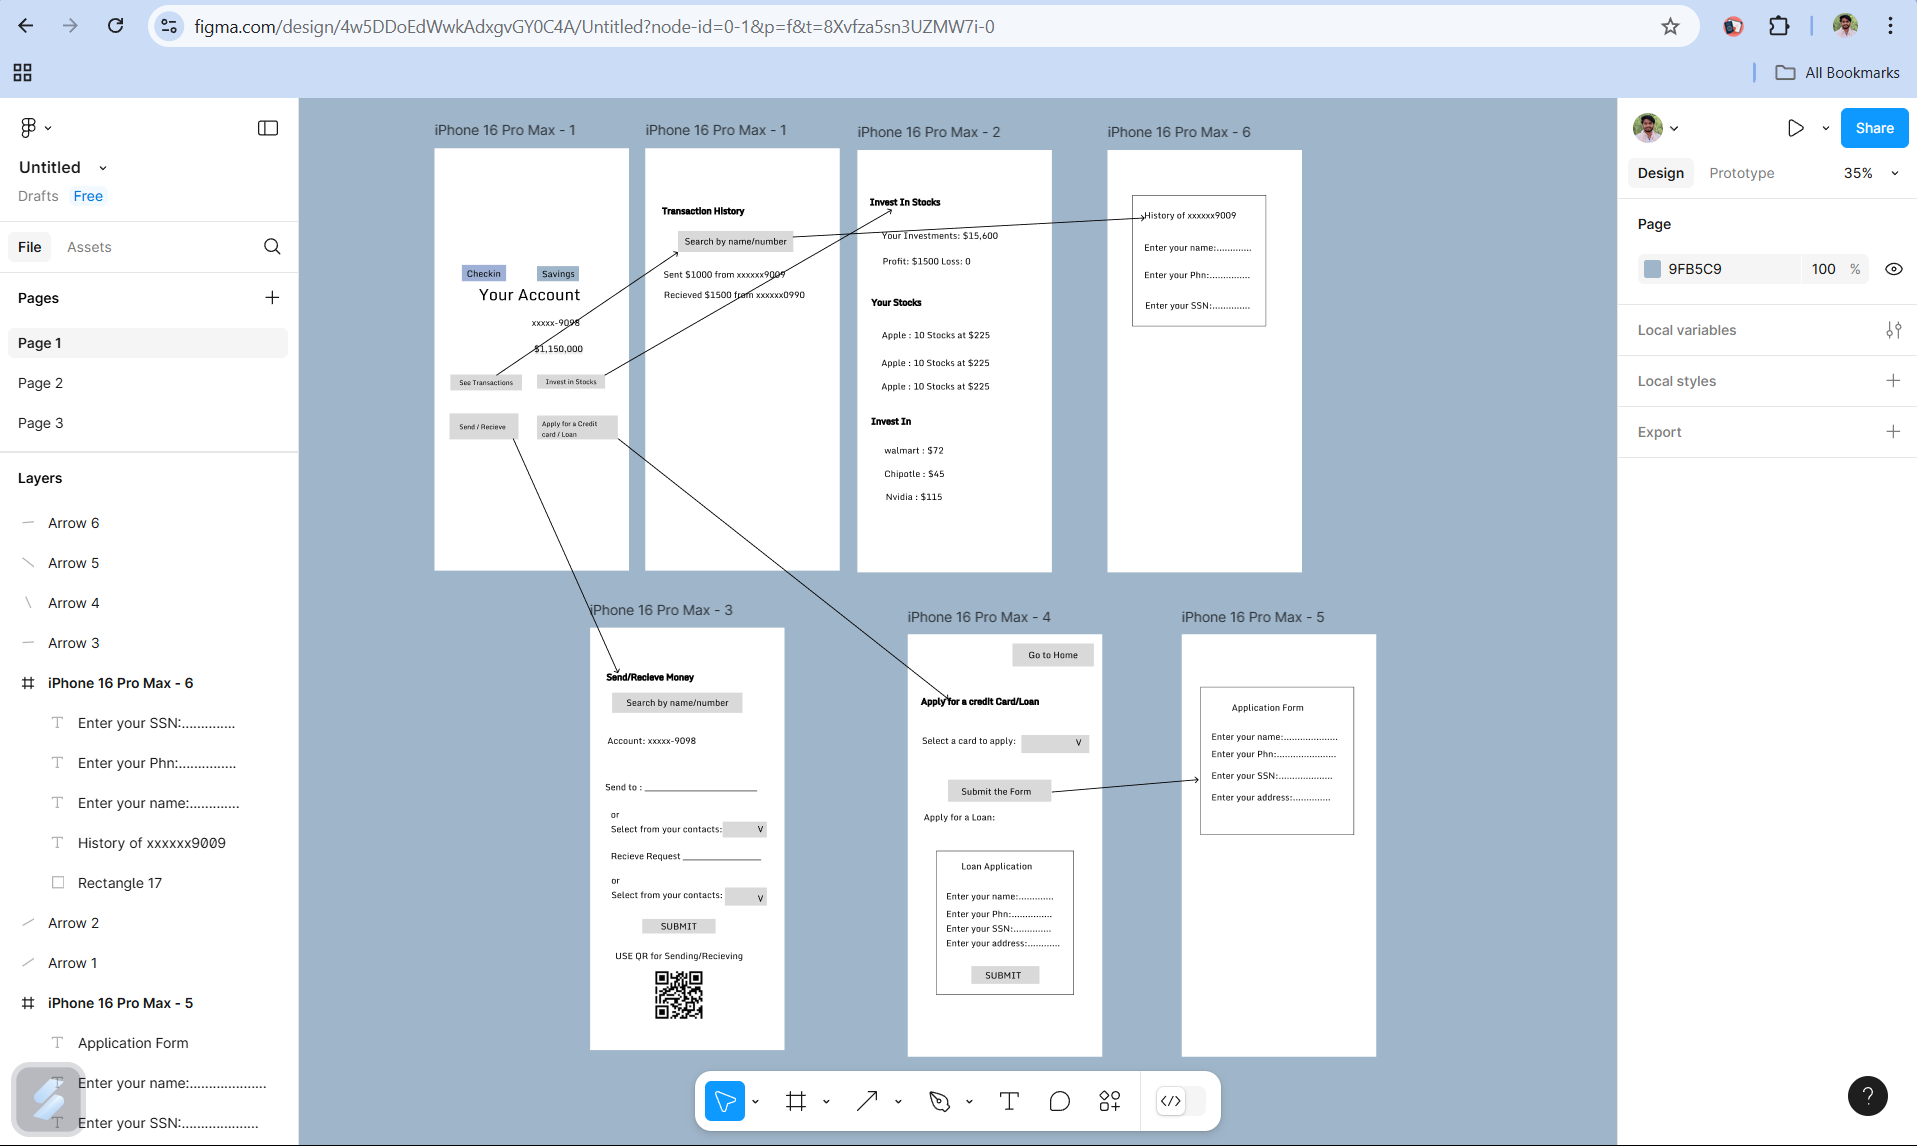 figma.com/design/4w5DDoEdWwkAdxgvGY0C4A/Untitled?node-id=0-1&p=f&t=8Xvfza5sn3UZMW7i-0
All Bookmarks
Untitled
Drafts Free
File Assets
Pages
Page 1
Page 2
Page 3
Layers
Arrow 6
Arrow 5
Arrow 4
Arrow 3
iPhone 16 Pro Max - 6
Enter your SSN:..............
Enter your Phn:...............
Enter your name:.............
History of xxxxxx9009
Rectangle 17
Arrow 2
Arrow 1
iPhone 16 Pro Max - 5
Application Form
Enter your name:....................
Enter your SSN:....................
iPhone 16 Pro Max - 1
Checkin Savings
Your Account
xxxxx-9098
$1,150,000
See Transactions Invest in Stocks
Send / Recieve
Apply for a Credit
card / Loan
iPhone 16 Pro Max - 1
Transaction History
Search by name/number
Sent $1000 from xxxxxx9009
Recieved $1500 from xxxxxx0990
iPhone 16 Pro Max - 2
Invest In Stocks
Your Investments: $15,600
Profit: $1500 Loss: 0
Your Stocks
Apple : 10 Stocks at $225
Apple : 10 Stocks at $225
Apple : 10 Stocks at $225
Invest In
walmart : $72
Chipotle : $45
Nvidia : $115
iPhone 16 Pro Max - 6
History of xxxxxx9009
Enter your name:.............
Enter your Phn:...............
Enter your SSN:..............
iPhone 16 Pro Max - 3
Send/Recieve Money
Search by name/number
Account: xxxxx-9098
Send to : ______________________
or
Select from your contacts: V
Recieve Request _______________
or
Select from your contacts: V
SUBMIT
USE QR for Sending/Recieving
iPhone 16 Pro Max - 4
Go to Home
Apply for a credit Card/Loan
Select a card to apply: V
Submit the Form
Apply for a Loan:
Loan Application
Enter your name:.............
Enter your Phn:...............
Enter your SSN:..............
Enter your address:............
SUBMIT
iPhone 16 Pro Max - 5
Application Form
Enter your name:....................
Enter your Phn:......................
Enter your SSN:....................
Enter your address:..............
Share
Design Prototype 35%
Page
9FB5C9 100 %
Local variables
Local styles
Export
?